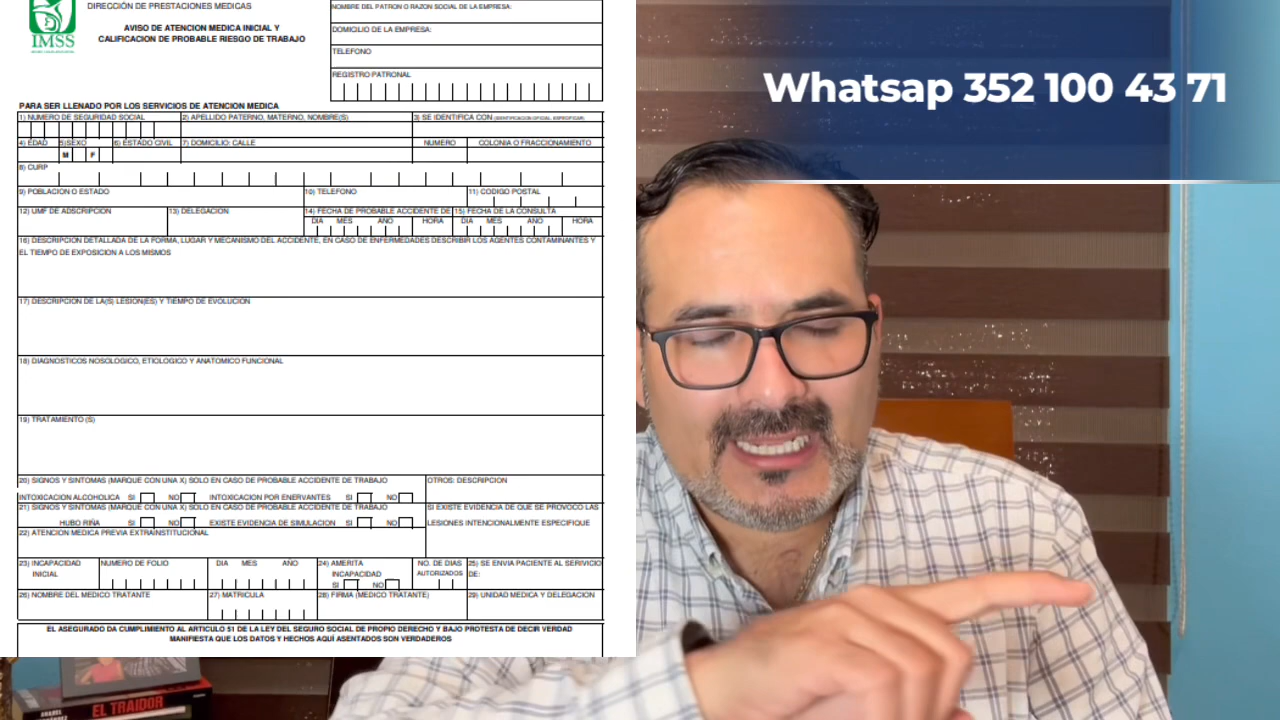 DIRECCIÓN DE PRESTACIONES MEDICAS
IMSS
AVISO DE ATENCION MEDICA INICIAL Y
CALIFICACION DE PROBABLE RIESGO DE TRABAJO
NOMBRE DEL PATRON O RAZON SOCIAL DE LA EMPRESA:
DOMICILIO DE LA EMPRESA:
TELEFONO
REGISTRO PATRONAL
Whatsap 352 100 43 71
PARA SER LLENADO POR LOS SERVICIOS DE ATENCION MEDICA
1) NUMERO DE SEGURIDAD SOCIAL 2) APELLIDO PATERNO, MATERNO, NOMBRE(S) 3) SE IDENTIFICA CON (IDENTIFICACION OFICIAL, ESPECIFICAR)
4) EDAD 5)SEXO 6) ESTADO CIVIL 7) DOMICILIO: CALLE NUMERO COLONIA O FRACCIONAMIENTO
M F
8) CURP
9) POBLACION O ESTADO 10) TELEFONO 11) CODIGO POSTAL
12) UMF DE ADSCRIPCION 13) DELEGACION 14) FECHA DE PROBABLE ACCIDENTE DE 15) FECHA DE LA CONSULTA
DIA MES AÑO HORA DIA MES AÑO HORA
16) DESCRIPCION DETALLADA DE LA FORMA, LUGAR Y MECANISMO DEL ACCIDENTE, EN CASO DE ENFERMEDADES DESCRIBIR LOS AGENTES CONTAMINANTES Y
EL TIEMPO DE EXPOSICION A LOS MISMOS
17) DESCRIPCION DE LA(S) LESION(ES) Y TIEMPO DE EVOLUCION
18) DIAGNOSTICOS NOSOLOGICO, ETIOLOGICO Y ANATOMICO FUNCIONAL
19) TRATAMIENTO (S)
20) SIGNOS Y SINTOMAS (MARQUE CON UNA X) SOLO EN CASO DE PROBABLE ACCIDENTE DE TRABAJO OTROS: DESCRIPCION
INTOXICACION ALCOHOLICA SI NO INTOXICACION POR ENERVANTES SI NO
21) SIGNOS Y SINTOMAS (MARQUE CON UNA X) SOLO EN CASO DE PROBABLE ACCIDENTE DE TRABAJO SI EXISTE EVIDENCIA DE QUE SE PROVOCO LAS
HUBO RIÑA SI NO EXISTE EVIDENCIA DE SIMULACION SI NO LESIONES INTENCIONALMENTE ESPECIFIQUE
22) ATENCION MEDICA PREVIA EXTRAINSTITUCIONAL
23) INCAPACIDAD NUMERO DE FOLIO DIA MES AÑO 24) AMERITA NO. DE DIAS 25) SE ENVIA PACIENTE AL SERVICIO
INICIAL INCAPACIDAD AUTORIZADOS DE:
SI NO
26) NOMBRE DEL MEDICO TRATANTE 27) MATRICULA 28) FIRMA (MEDICO TRATANTE) 29) UNIDAD MEDICA Y DELEGACION
EL ASEGURADO DA CUMPLIMIENTO AL ARTICULO 51 DE LA LEY DEL SEGURO SOCIAL DE PROPIO DERECHO Y BAJO PROTESTA DE DECIR VERDAD
MANIFIESTA QUE LOS DATOS Y HECHOS AQUÍ ASENTADOS SON VERDADEROS
EL TRAIDOR